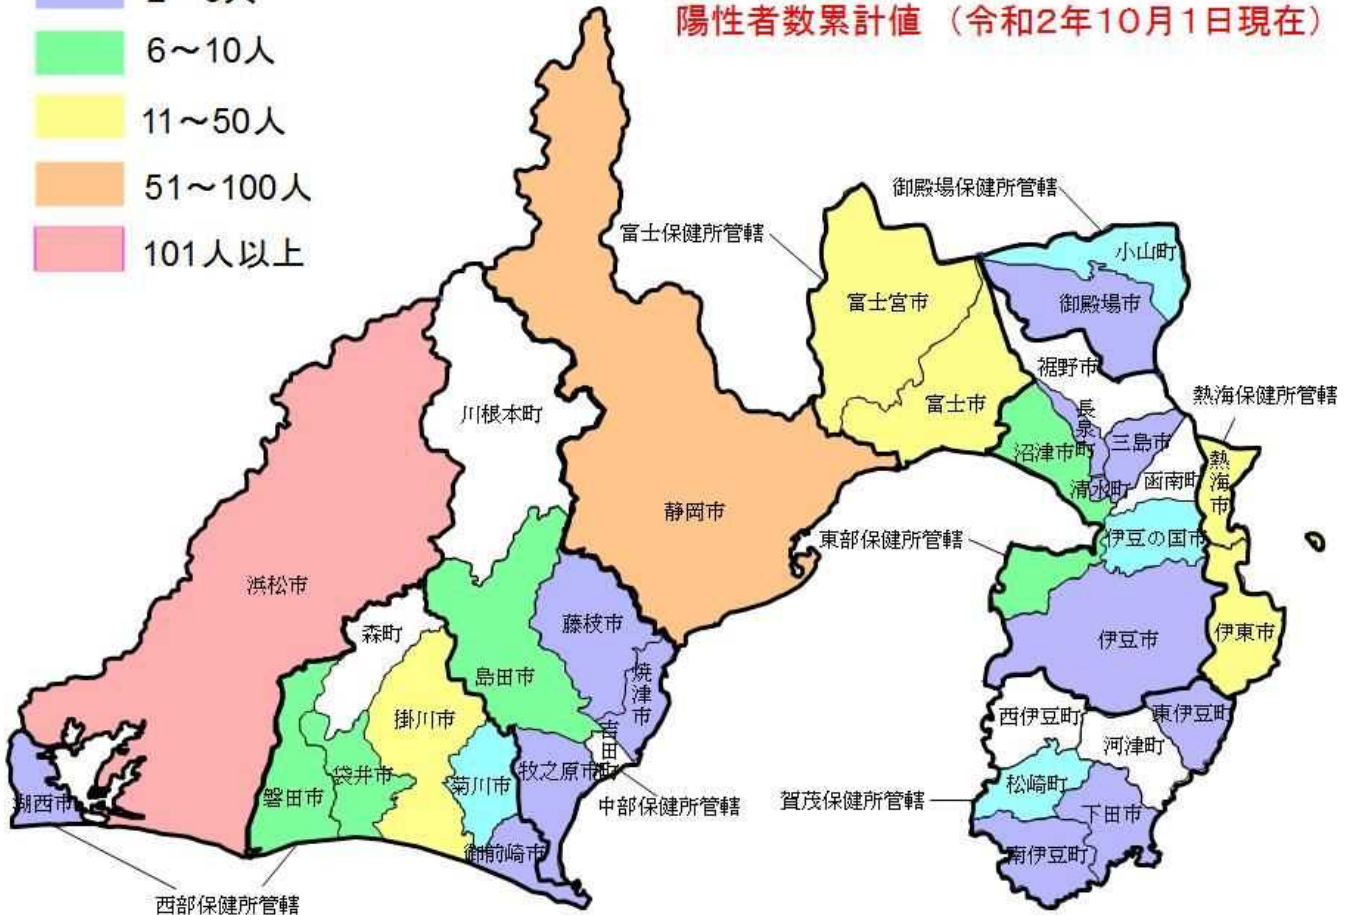 陽性者数累計値 （令和2年10月1日現在）
6～10人
11～50人
51～100人
101人以上
御殿場保健所管轄
富士保健所管轄
小山町
富士宮市
御殿場市
裾野市
熱海保健所管轄
川根本町
富士市
長泉町
三島市
沼津市
熱海市
函南町
清水町
静岡市
東部保健所管轄
伊豆の国市
浜松市
森町
藤枝市
伊東市
伊豆市
島田市
焼津市
掛川市
西伊豆町
東伊豆町
吉田町
河津町
牧之原市
袋井市
菊川市
松崎町
磐田市
湖西市
中部保健所管轄
賀茂保健所管轄
下田市
御前崎市
南伊豆町
西部保健所管轄